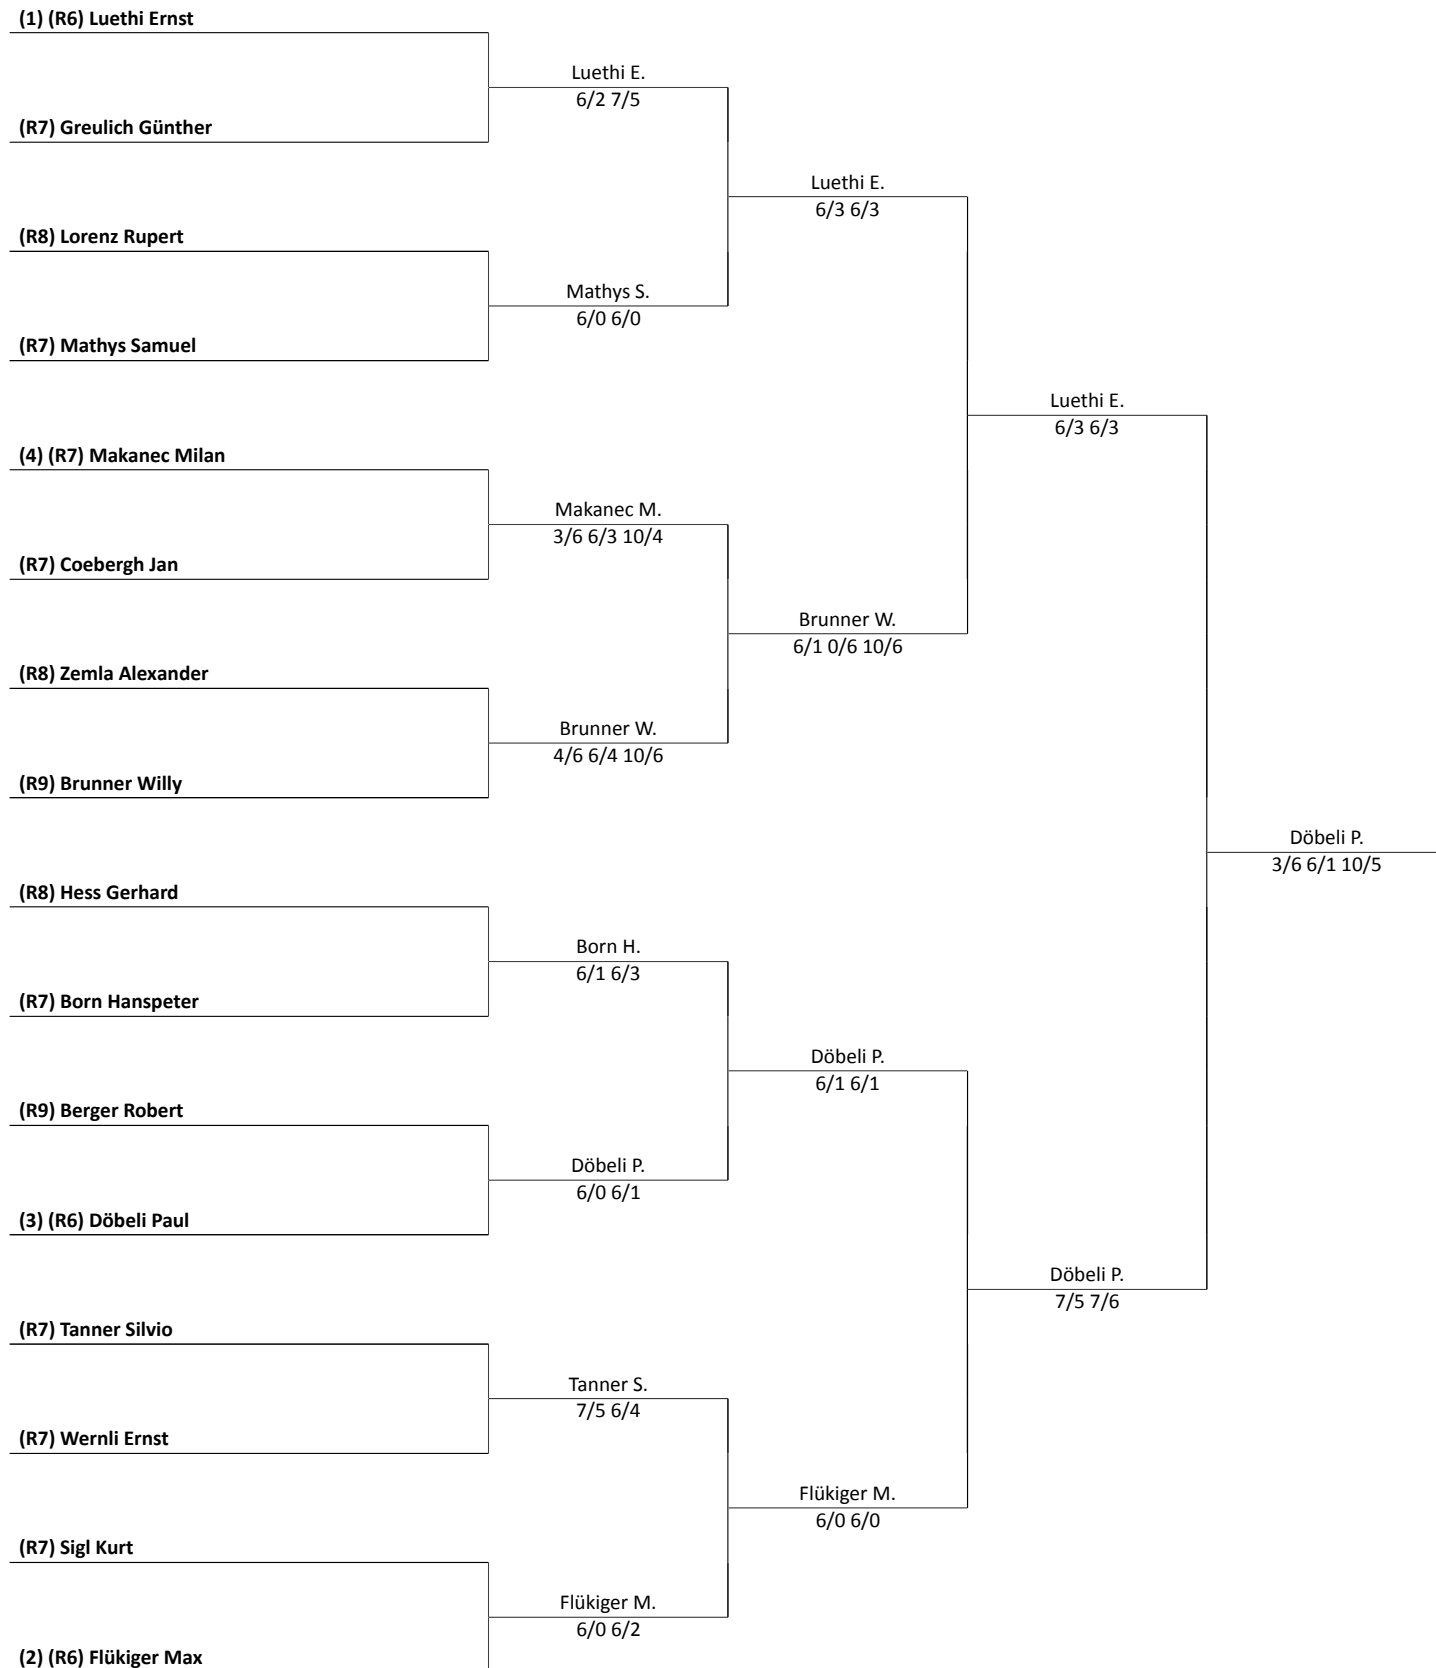 (1) (R6) Luethi Ernst
Luethi E.
6/2 7/5
(R7) Greulich Günther
Luethi E.
6/3 6/3
(R8) Lorenz Rupert
Mathys S.
6/0 6/0
(R7) Mathys Samuel
Luethi E.
6/3 6/3
(4) (R7) Makanec Milan
Makanec M.
3/6 6/3 10/4
(R7) Coebergh Jan
Brunner W.
6/1 0/6 10/6
(R8) Zemla Alexander
Brunner W.
4/6 6/4 10/6
(R9) Brunner Willy
Döbeli P.
3/6 6/1 10/5
(R8) Hess Gerhard
Born H.
6/1 6/3
(R7) Born Hanspeter
Döbeli P.
6/1 6/1
(R9) Berger Robert
Döbeli P.
6/0 6/1
(3) (R6) Döbeli Paul
Döbeli P.
7/5 7/6
(R7) Tanner Silvio
Tanner S.
7/5 6/4
(R7) Wernli Ernst
Flükiger M.
6/0 6/0
(R7) Sigl Kurt
Flükiger M.
6/0 6/2
(2) (R6) Flükiger Max